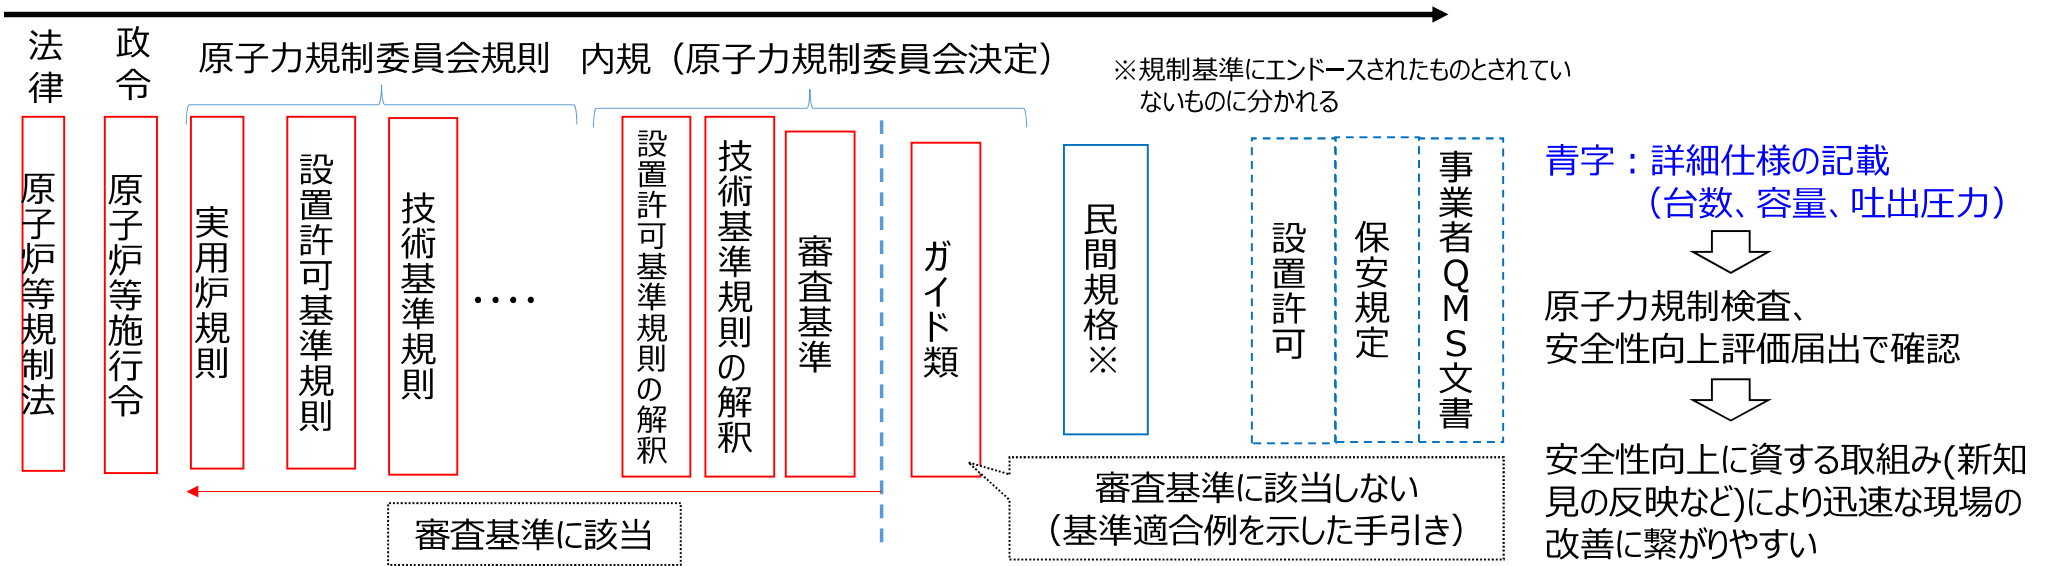 法律
政令
原子力規制委員会規則
内規（原子力規制委員会決定）
※規制基準にエンドースされたものとされてい
ないものに分かれる
原子炉等規制法
原子炉等施行令
実用炉規則
設置許可基準規則
技術基準規則
････
設置許可基準規則の解釈
技術基準規則の解釈
審査基準
ガイド類
民間規格※
設置許可
保安規定
事業者QMS文書
審査基準に該当
審査基準に該当しない
（基準適合例を示した手引き）
青字：詳細仕様の記載
（台数、容量、吐出圧力）
原子力規制検査、
安全性向上評価届出で確認
安全性向上に資する取組み(新知
見の反映など)により迅速な現場の
改善に繋がりやすい